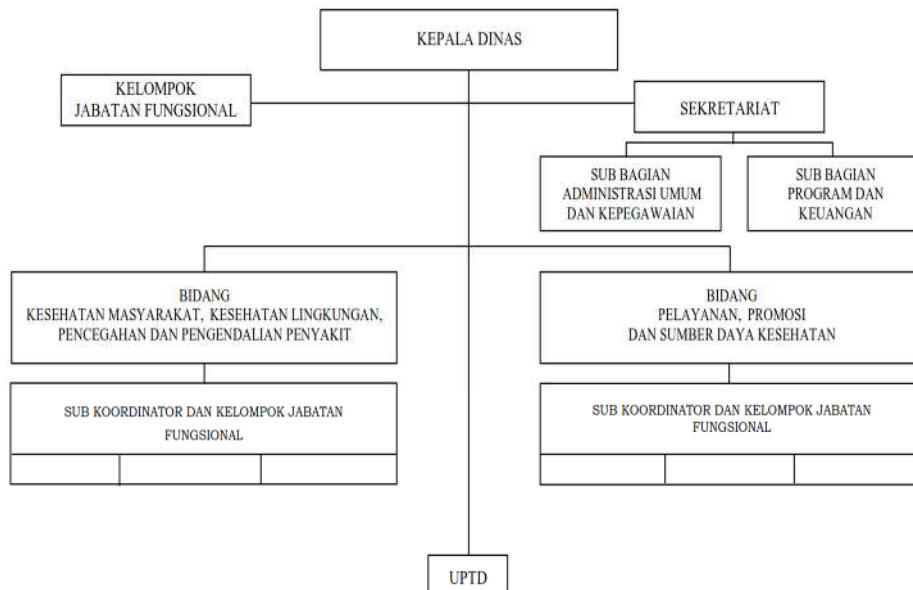 KEPALA DINAS
KELOMPOK
JABATAN FUNGSIONAL
SEKRETARIAT
SUB BAGIAN
ADMINISTRASI UMUM
DAN KEPEGAWAIAN
SUB BAGIAN
PROGRAM DAN
KEUANGAN
BIDANG
KESEHATAN MASYARAKAT, KESEHATAN LINGKUNGAN,
PENCEGAHAN DAN PENGENDALIAN PENYAKIT
BIDANG
PELAYANAN, PROMOSI
DAN SUMBER DAYA KESEHATAN
SUB KOORDINATOR DAN KELOMPOK JABATAN
FUNGSIONAL
SUB KOORDINATOR DAN KELOMPOK JABATAN
FUNGSIONAL
UPTD